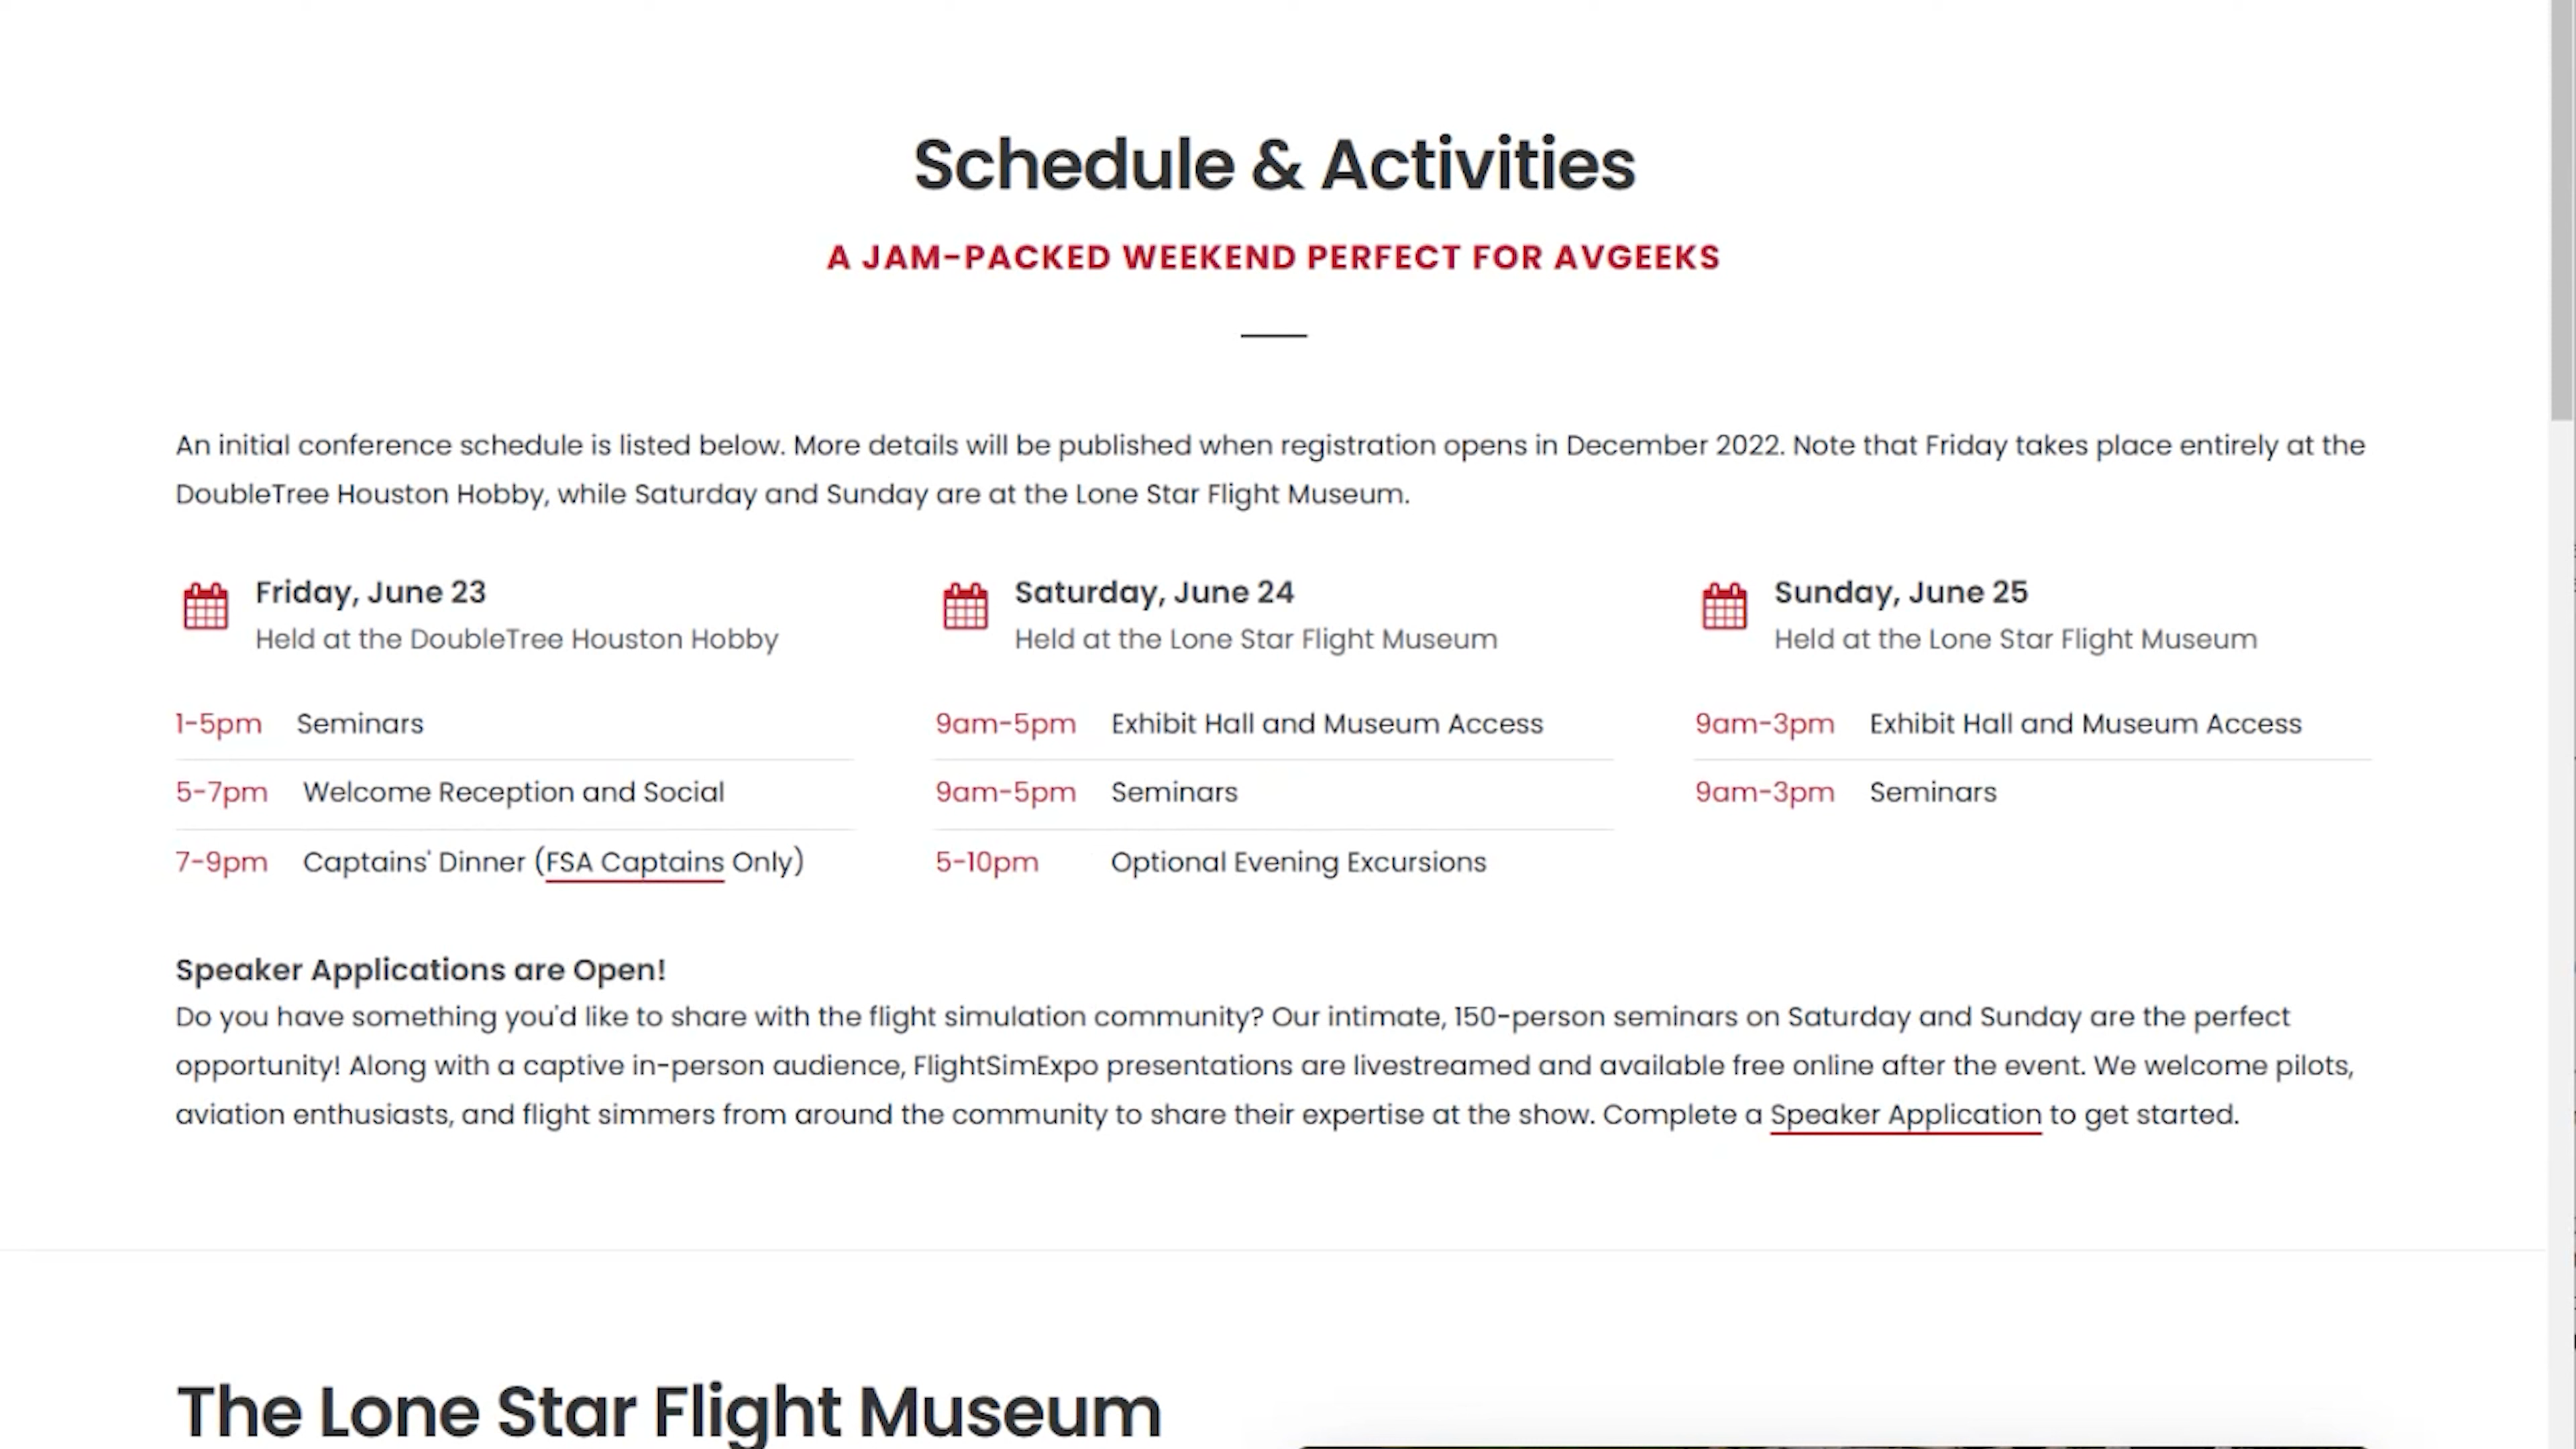 Schedule & Activities
A JAM-PACKED WEEKEND PERFECT FOR AVGEEKS
An initial conference schedule is listed below. More details will be published when registration opens in December 2022. Note that Friday takes place entirely at the
DoubleTree Houston Hobby, while Saturday and Sunday are at the Lone Star Flight Museum.
Friday, June 23
Held at the DoubleTree Houston Hobby
1-5pm Seminars
5-7pm Welcome Reception and Social
7-9pm Captains' Dinner (FSA Captains Only)
Saturday, June 24
Held at the Lone Star Flight Museum
9am-5pm Exhibit Hall and Museum Access
9am-5pm Seminars
5-10pm Optional Evening Excursions
Sunday, June 25
Held at the Lone Star Flight Museum
9am-3pm Exhibit Hall and Museum Access
9am-3pm Seminars
Speaker Applications are Open!
Do you have something you'd like to share with the flight simulation community? Our intimate, 150-person seminars on Saturday and Sunday are the perfect
opportunity! Along with a captive in-person audience, FlightSimExpo presentations are livestreamed and available free online after the event. We welcome pilots,
aviation enthusiasts, and flight simmers from around the community to share their expertise at the show. Complete a Speaker Application to get started.
The Lone Star Flight Museum